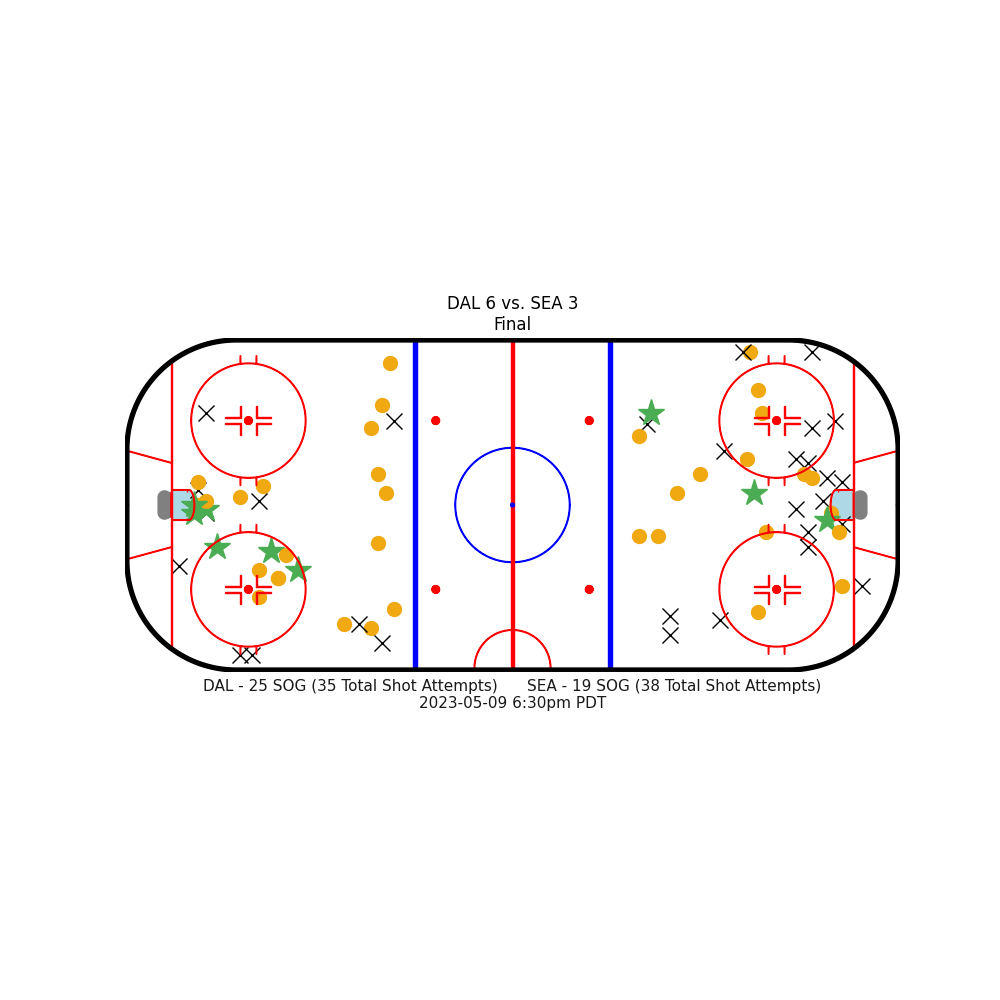 DAL 6 vs. SEA 3
Final
DAL - 25 SOG (35 Total Shot Attempts) SEA - 19 SOG (38 Total Shot Attempts)
2023-05-09 6:30pm PDT